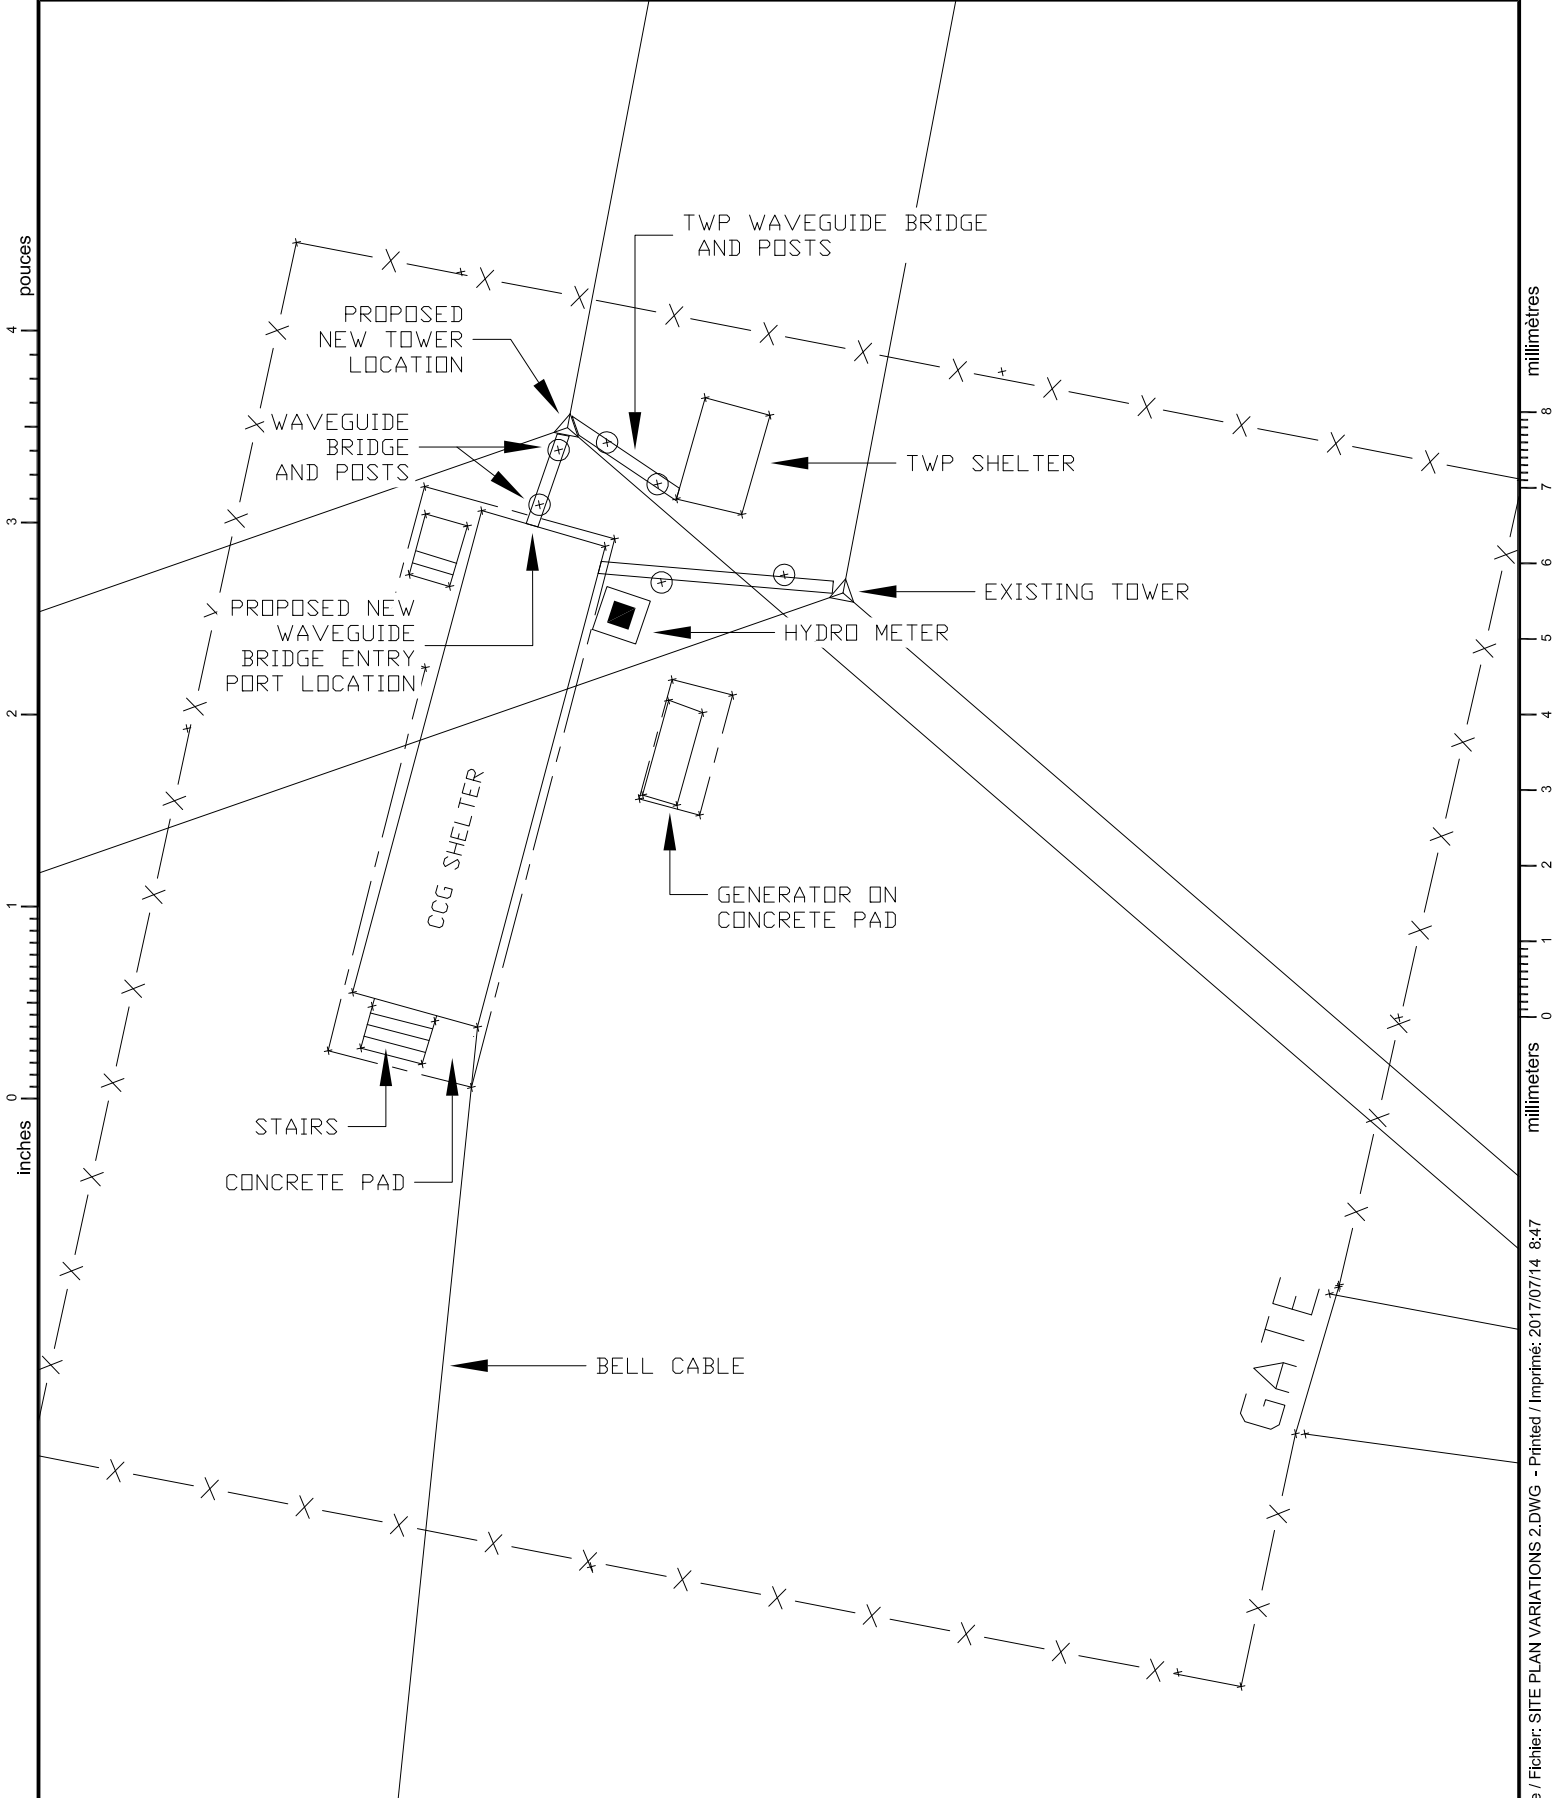 TWP WAVEGUIDE BRIDGE
AND POSTS
PROPOSED
NEW TOWER
LOCATION
WAVEGUIDE
BRIDGE
AND POSTS
TWP SHELTER
EXISTING TOWER
PROPOSED NEW
WAVEGUIDE
BRIDGE ENTRY
PORT LOCATION
HYDRO METER
CCG SHELTER
GENERATOR ON
CONCRETE PAD
STAIRS
CONCRETE PAD
BELL CABLE
GATE
inches
0
1
2
3
4
pouces
millimeters
0
1
2
3
4
5
6
7
8
millimètres
/ Fichier: SITE PLAN VARIATIONS 2.DWG - Printed / Imprimé: 2017/07/14 8:47